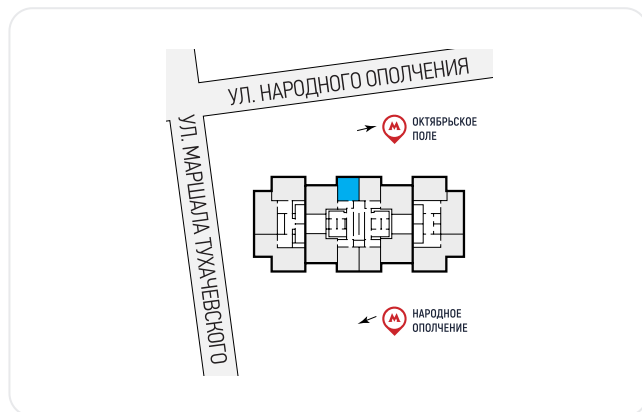 УЛ. НАРОДНОГО ОПОЛЧЕНИЯ
УЛ. МАРШАЛА ТУХАЧЕВСКОГО
М
ОКТЯБРЬСКОЕ
ПОЛЕ
М
НАРОДНОЕ
ОПОЛЧЕНИЕ